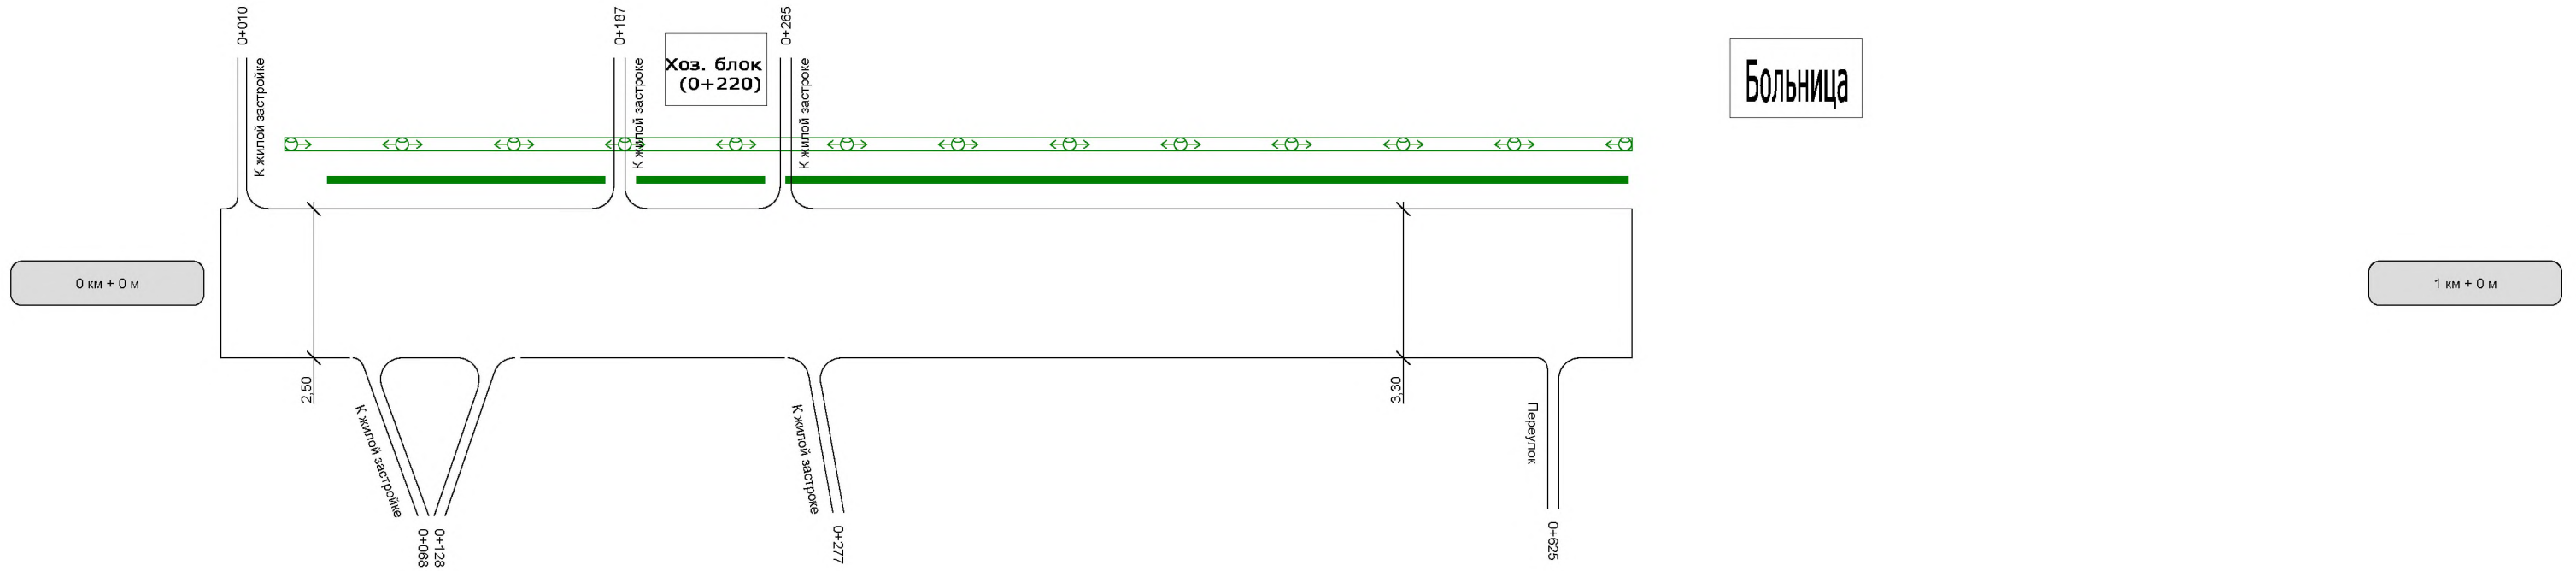 0+010
К жилой застройке
0+187
К жилой застроке
Хоз. блок
(0+220)
0+265
К жилой застроке
Больница
0 км + 0 м
1 км + 0 м
2,50
3,30
К жилой застройке
0+068
0+128
К жилой застроке
0+277
Переулок
0+625